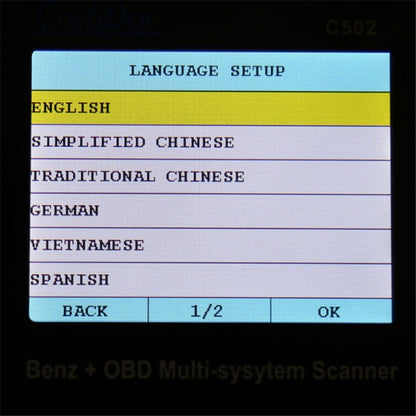 C502
LANGUAGE SETUP
ENGLISH
SIMPLIFIED CHINESE
TRADITIONAL CHINESE
GERMAN
VIETNAMESE
SPANISH
BACK 1/2 OK
Benz + OBD Multi-sysytem Scanner